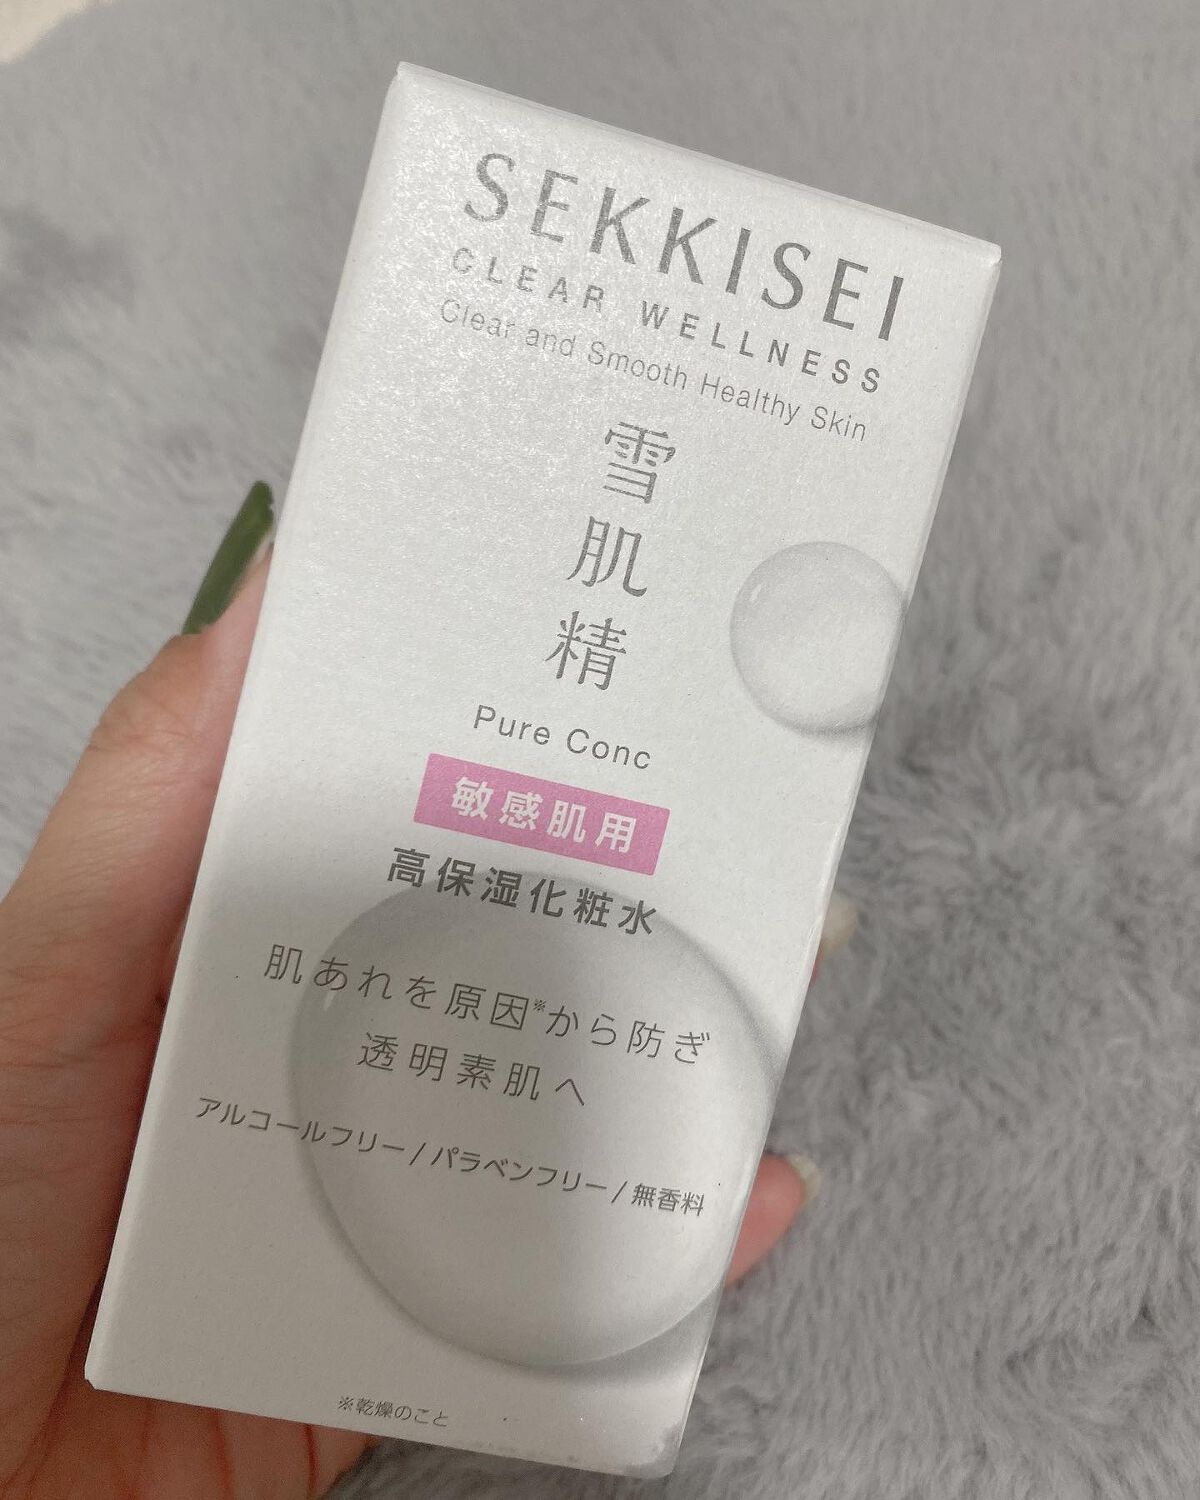 SEKKISEI
CLEAR WELLNESS
Clear and Smooth Healthy Skin
雪肌精
Pure Conc
敏感肌用
高保湿化粧水
肌あれを原因※から防ぎ
透明素肌へ
アルコールフリー/パラベンフリー/無香料
※乾燥のこと